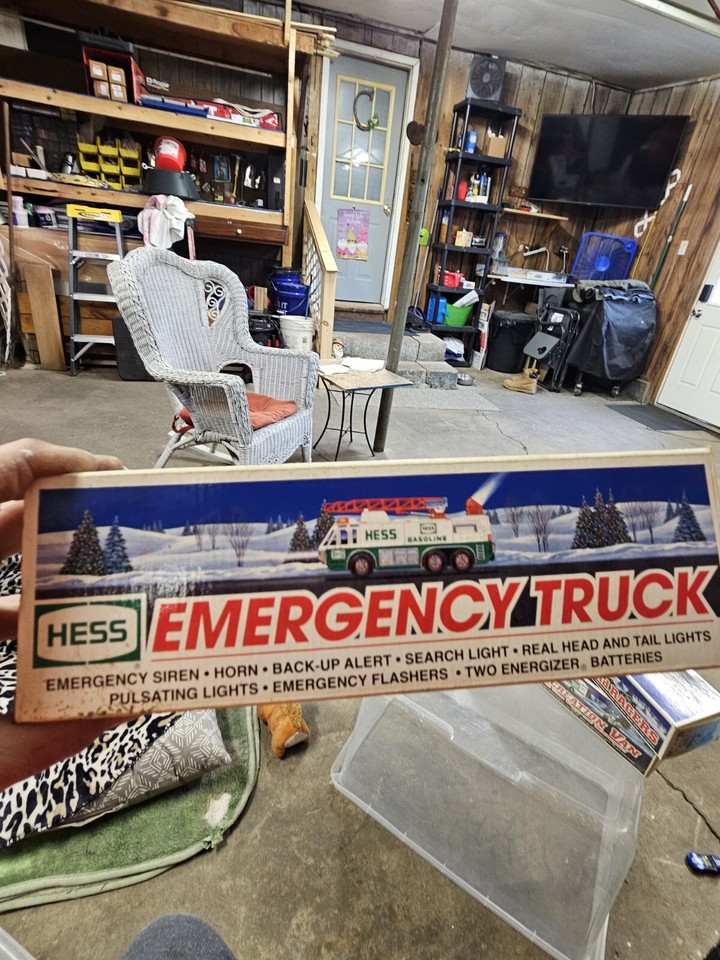 HESS
GASOLINE
HESS
EMERGENCY TRUCK
EMERGENCY SIREN • HORN • BACK-UP ALERT • SEARCH LIGHT • REAL HEAD AND TAIL LIGHTS
PULSATING LIGHTS • EMERGENCY FLASHERS • TWO ENERGIZER® BATTERIES
RACERS